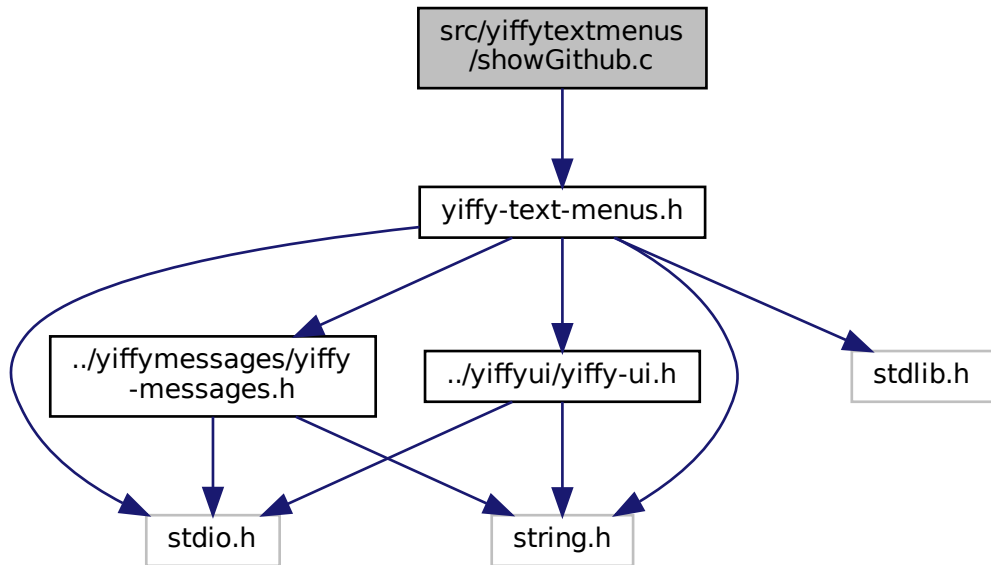 src/yiffytextmenus
/showGithub.c
yiffy-text-menus.h
../yiffymessages/yiffy
-messages.h
../yiffyui/yiffy-ui.h
stdlib.h
stdio.h
string.h